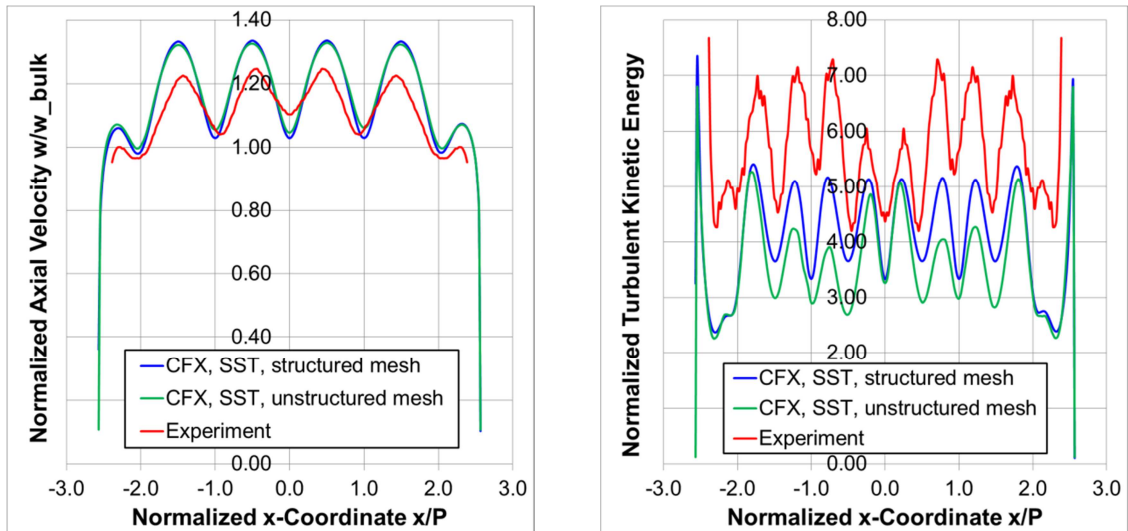 Normalized Axial Velocity w/w_bulk
1.40
1.20
1.00
0.80
0.60
0.40
0.00
CFX, SST, structured mesh
CFX, SST, unstructured mesh
Experiment
-3.0 -2.0 -1.0 0.0 1.0 2.0 3.0
Normalized x-Coordinate x/P
Normalized Turbulent Kinetic Energy
8.00
7.00
6.00
5.00
4.00
3.00
2.00
0.00
CFX, SST, structured mesh
CFX, SST, unstructured mesh
Experiment
-3.0 -2.0 -1.0 0.0 1.0 2.0 3.0
Normalized x-Coordinate x/P